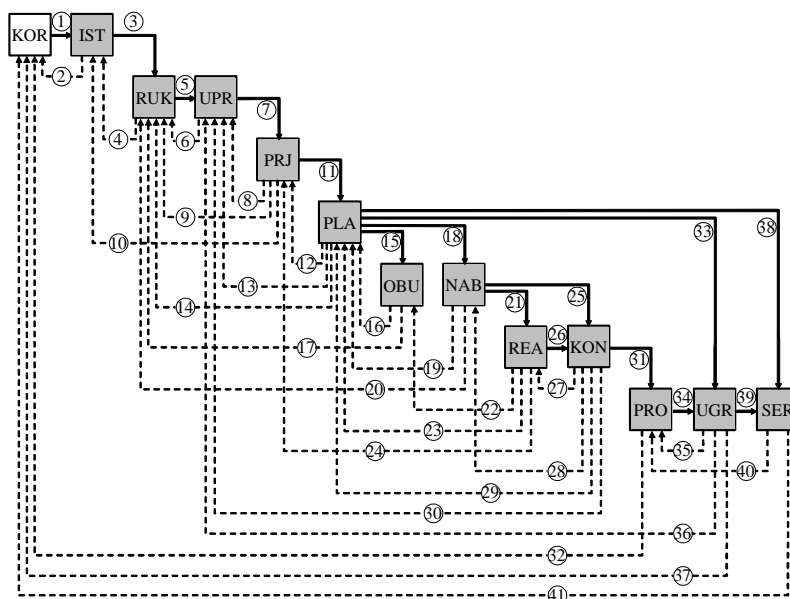 1 3
KOR IST
2
5
RUK UPR 7
4 6
PRJ 11
8
9
10
PLA
12 15 18 33 38
13
14
OBU NAB
16 21 25
17
REA 26 KON
19
20 27 31
22
23
24
PRO 34 UGR 39 SER
28 35 40
29
30
36
32
37
41